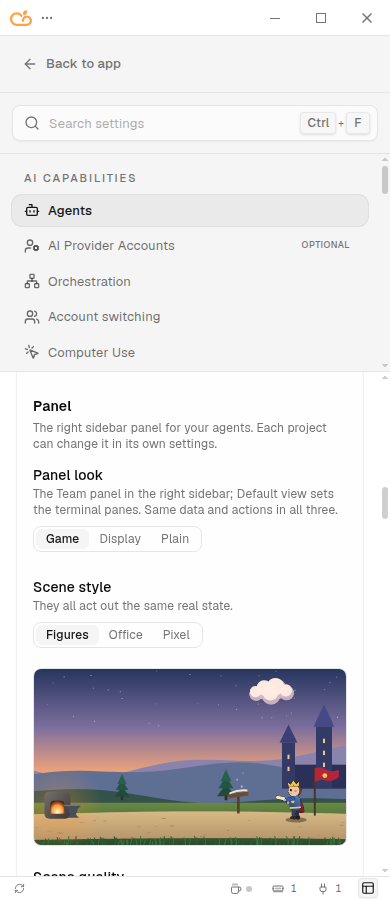 Back to app
Search settings
Ctrl + F
AI CAPABILITIES
Agents
AI Provider Accounts OPTIONAL
Orchestration
Account switching
Computer Use
Panel
The right sidebar panel for your agents. Each project
can change it in its own settings.
Panel look
The Team panel in the right sidebar; Default view sets
the terminal panes. Same data and actions in all three.
Game Display Plain
Scene style
They all act out the same real state.
Figures Office Pixel
Scene quality
1 1